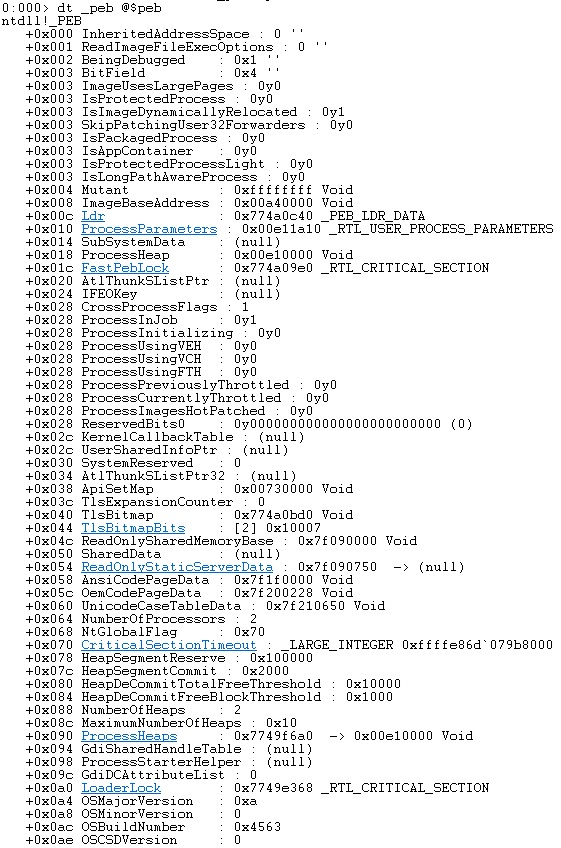 0:000> dt _peb @$peb
ntdll!_PEB
+0x000 InheritedAddressSpace : 0 ''
+0x001 ReadImageFileExecOptions : 0 ''
+0x002 BeingDebugged    : 0x1 ''
+0x003 BitField         : 0x4 ''
+0x003 ImageUsesLargePages : 0y0
+0x003 IsProtectedProcess : 0y0
+0x003 IsImageDynamicallyRelocated : 0y1
+0x003 SkipPatchingUser32Forwarders : 0y0
+0x003 IsPackagedProcess : 0y0
+0x003 IsAppContainer   : 0y0
+0x003 IsProtectedProcessLight : 0y0
+0x003 IsLongPathAwareProcess : 0y0
+0x004 Mutant           : 0xffffffff Void
+0x008 ImageBaseAddress : 0x00a40000 Void
+0x00c Ldr              : 0x774a0c40 _PEB_LDR_DATA
+0x010 ProcessParameters : 0x00e11a10 _RTL_USER_PROCESS_PARAMETERS
+0x014 SubSystemData    : (null)
+0x018 ProcessHeap      : 0x00e10000 Void
+0x01c FastPebLock      : 0x774a09e0 _RTL_CRITICAL_SECTION
+0x020 AtlThunkSListPtr : (null)
+0x024 IFEOKey          : (null)
+0x028 CrossProcessFlags : 1
+0x028 ProcessInJob     : 0y1
+0x028 ProcessInitializing : 0y0
+0x028 ProcessUsingVEH  : 0y0
+0x028 ProcessUsingVCH  : 0y0
+0x028 ProcessUsingFTH  : 0y0
+0x028 ProcessPreviouslyThrottled : 0y0
+0x028 ProcessCurrentlyThrottled : 0y0
+0x028 ProcessImagesHotPatched : 0y0
+0x028 ReservedBits0    : 0y000000000000000000000000 (0)
+0x02c KernelCallbackTable : (null)
+0x02c UserSharedInfoPtr : (null)
+0x030 SystemReserved   : 0
+0x034 AtlThunkSListPtr32 : (null)
+0x038 ApiSetMap        : 0x00730000 Void
+0x03c TlsExpansionCounter : 0
+0x040 TlsBitmap        : 0x774a0bd0 Void
+0x044 TlsBitmapBits    : [2] 0x10007
+0x04c ReadOnlySharedMemoryBase : 0x7f090000 Void
+0x050 SharedData       : (null)
+0x054 ReadOnlyStaticServerData : 0x7f090750  -> (null)
+0x058 AnsiCodePageData : 0x7f1f0000 Void
+0x05c OemCodePageData  : 0x7f200228 Void
+0x060 UnicodeCaseTableData : 0x7f210650 Void
+0x064 NumberOfProcessors : 2
+0x068 NtGlobalFlag     : 0x70
+0x070 CriticalSectionTimeout : _LARGE_INTEGER 0xffffe86d`079b8000
+0x078 HeapSegmentReserve : 0x100000
+0x07c HeapSegmentCommit : 0x2000
+0x080 HeapDeCommitTotalFreeThreshold : 0x10000
+0x084 HeapDeCommitFreeBlockThreshold : 0x1000
+0x088 NumberOfHeaps    : 2
+0x08c MaximumNumberOfHeaps : 0x10
+0x090 ProcessHeaps     : 0x7749f6a0  -> 0x00e10000 Void
+0x094 GdiSharedHandleTable : (null)
+0x098 ProcessStarterHelper : (null)
+0x09c GdiDCAttributeList : 0
+0x0a0 LoaderLock       : 0x7749e368 _RTL_CRITICAL_SECTION
+0x0a4 OSMajorVersion   : 0xa
+0x0a8 OSMinorVersion   : 0
+0x0ac OSBuildNumber    : 0x4563
+0x0ae OSCSDVersion     : 0